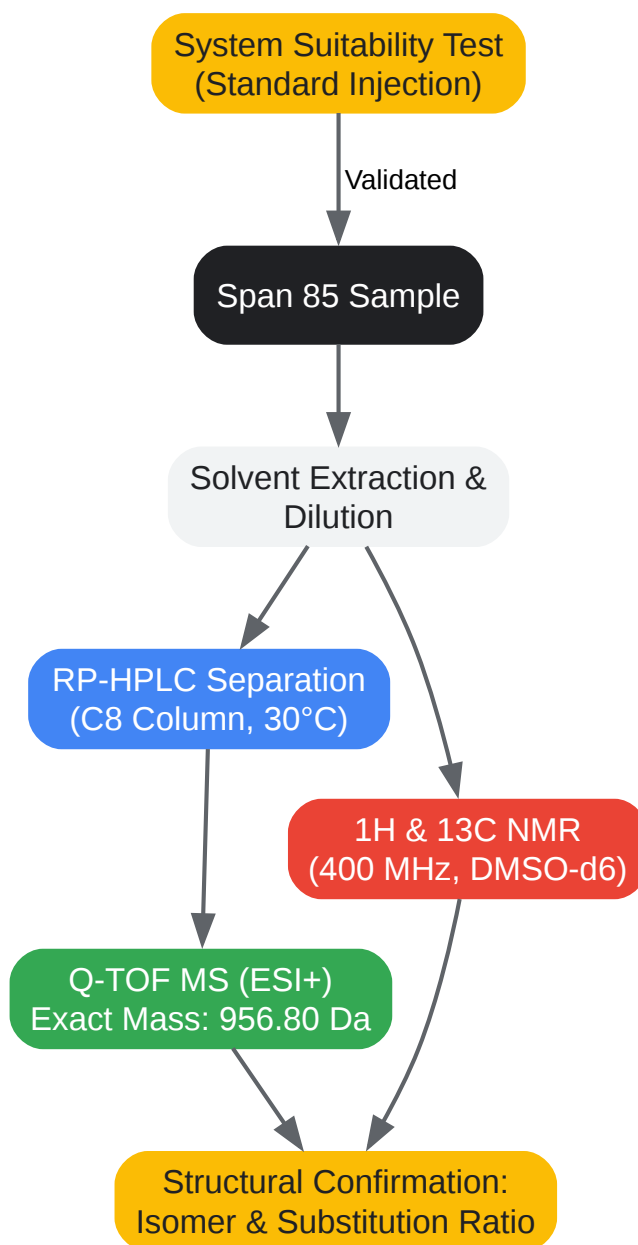 System Suitability Test
(Standard Injection)
Validated
Span 85 Sample
Solvent Extraction &
Dilution
RP-HPLC Separation
(C8 Column, 30°C)
1H & 13C NMR
(400 MHz, DMSO-d6)
Q-TOF MS (ESI+)
Exact Mass: 956.80 Da
Structural Confirmation:
Isomer & Substitution Ratio